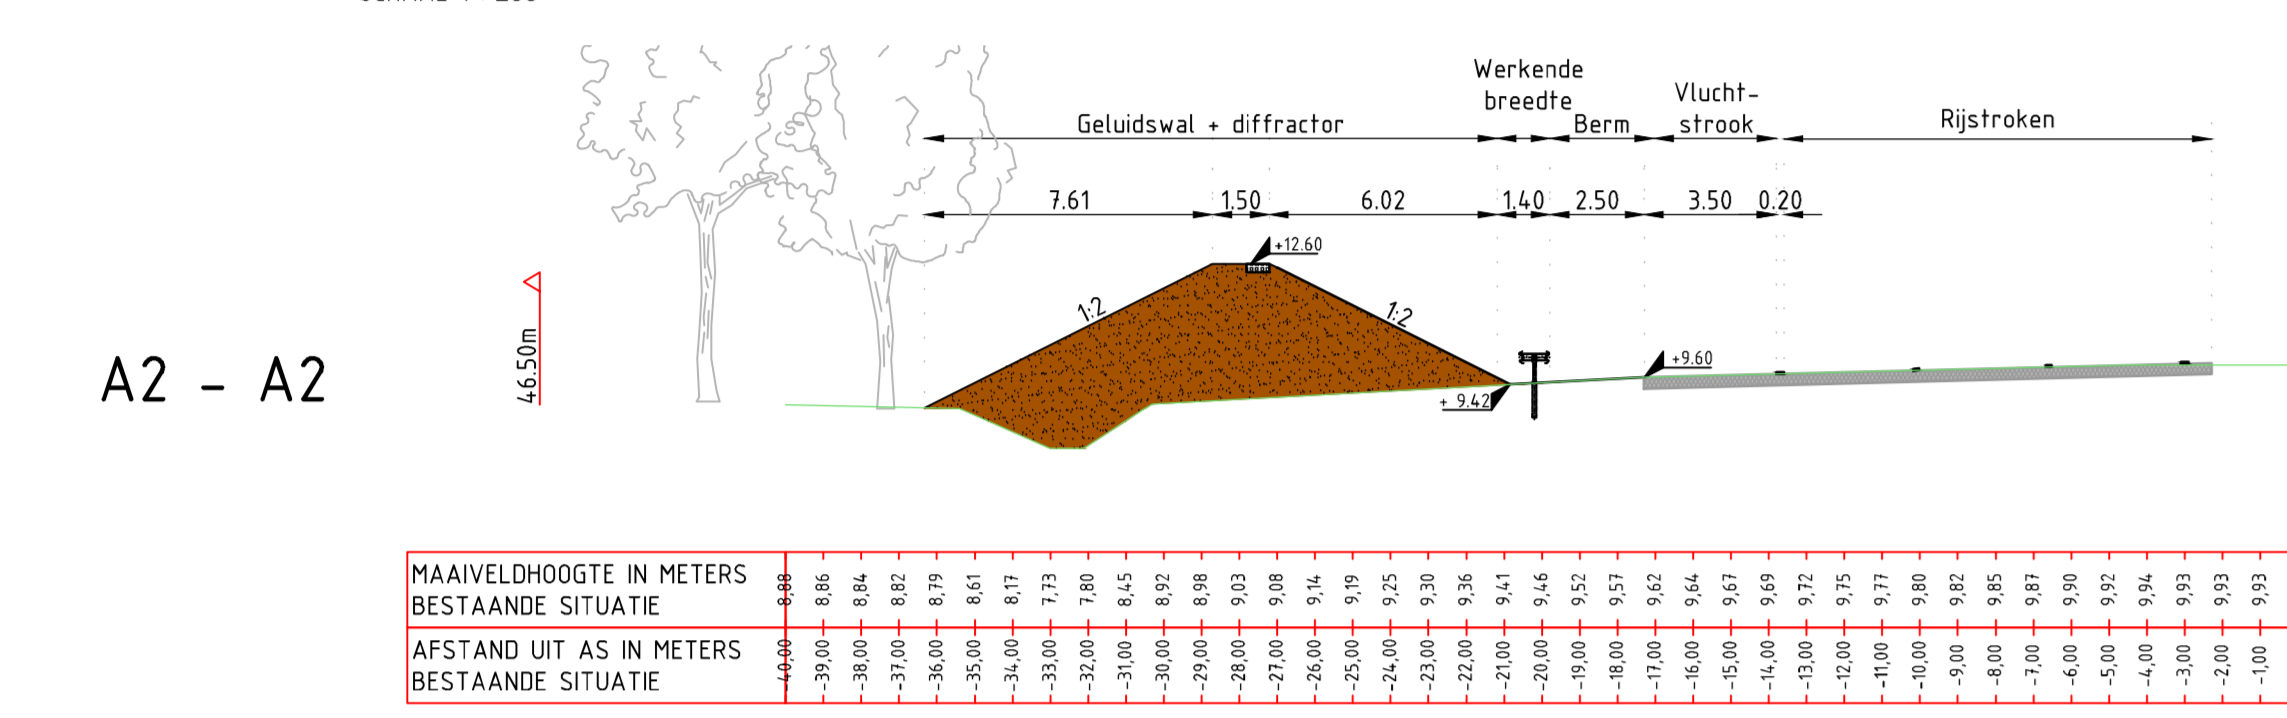 Werkende
breedte
Vlucht-
strook
Geluidswal + diffractor
Berm
Rijstroken
7.61 1.50 6.02 1.40 2.50 3.50 0.20
+12.60
1:2
1:2
46.50m
A2 - A2
+9.60
+ 9.42
MAAIVELDHOOGTE IN METERS
BESTAANDE SITUATIE
8,88 8,86 8,84 8,82 8,79 8,61 8,17 7,73 7,80 8,45 8,92 8,98 9,03 9,08 9,14 9,19 9,25 9,30 9,36 9,41 9,46 9,52 9,57 9,62 9,64 9,67 9,69 9,72 9,75 9,77 9,80 9,82 9,85 9,87 9,90 9,92 9,94 9,93 9,93 9,93
AFSTAND UIT AS IN METERS
BESTAANDE SITUATIE
-40,00 -39,00 -38,00 -37,00 -36,00 -35,00 -34,00 -33,00 -32,00 -31,00 -30,00 -29,00 -28,00 -27,00 -26,00 -25,00 -24,00 -23,00 -22,00 -21,00 -20,00 -19,00 -18,00 -17,00 -16,00 -15,00 -14,00 -13,00 -12,00 -11,00 -10,00 -9,00 -8,00 -7,00 -6,00 -5,00 -4,00 -3,00 -2,00 -1,00